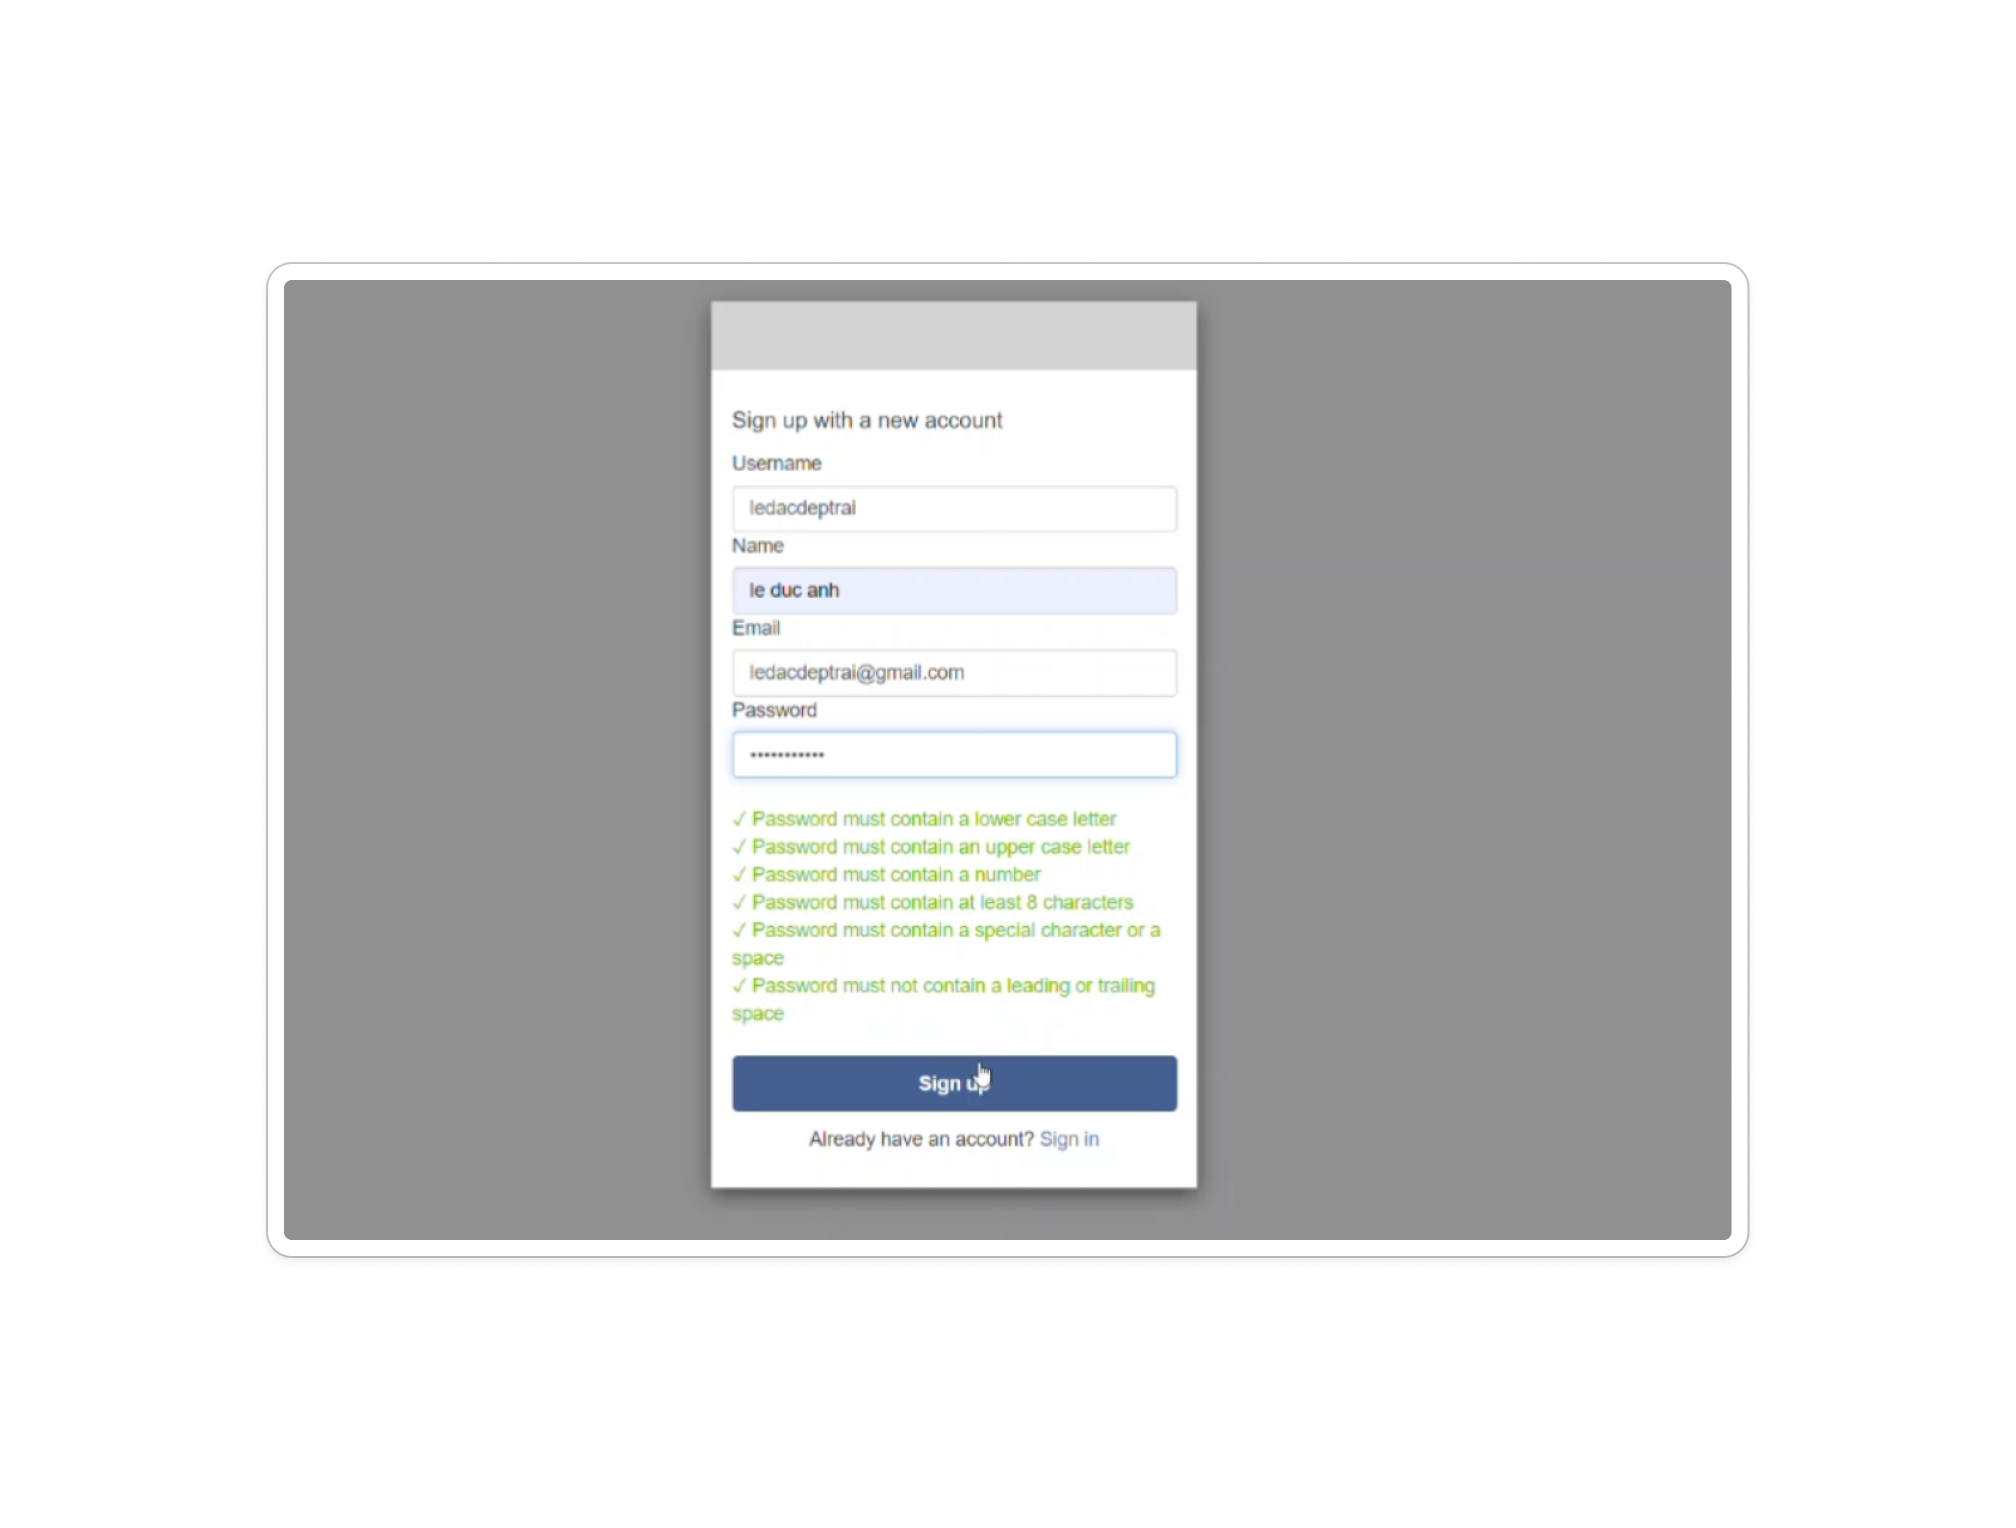 Sign up with a new account
Username
ledacdeptrai
Name
le duc anh
Email
ledacdeptrai@gmail.com
Password
•••••••••••
✓ Password must contain a lower case letter
✓ Password must contain an upper case letter
✓ Password must contain a number
✓ Password must contain at least 8 characters
✓ Password must contain a special character or a
space
✓ Password must not contain a leading or trailing
space
Sign up
Already have an account? Sign in